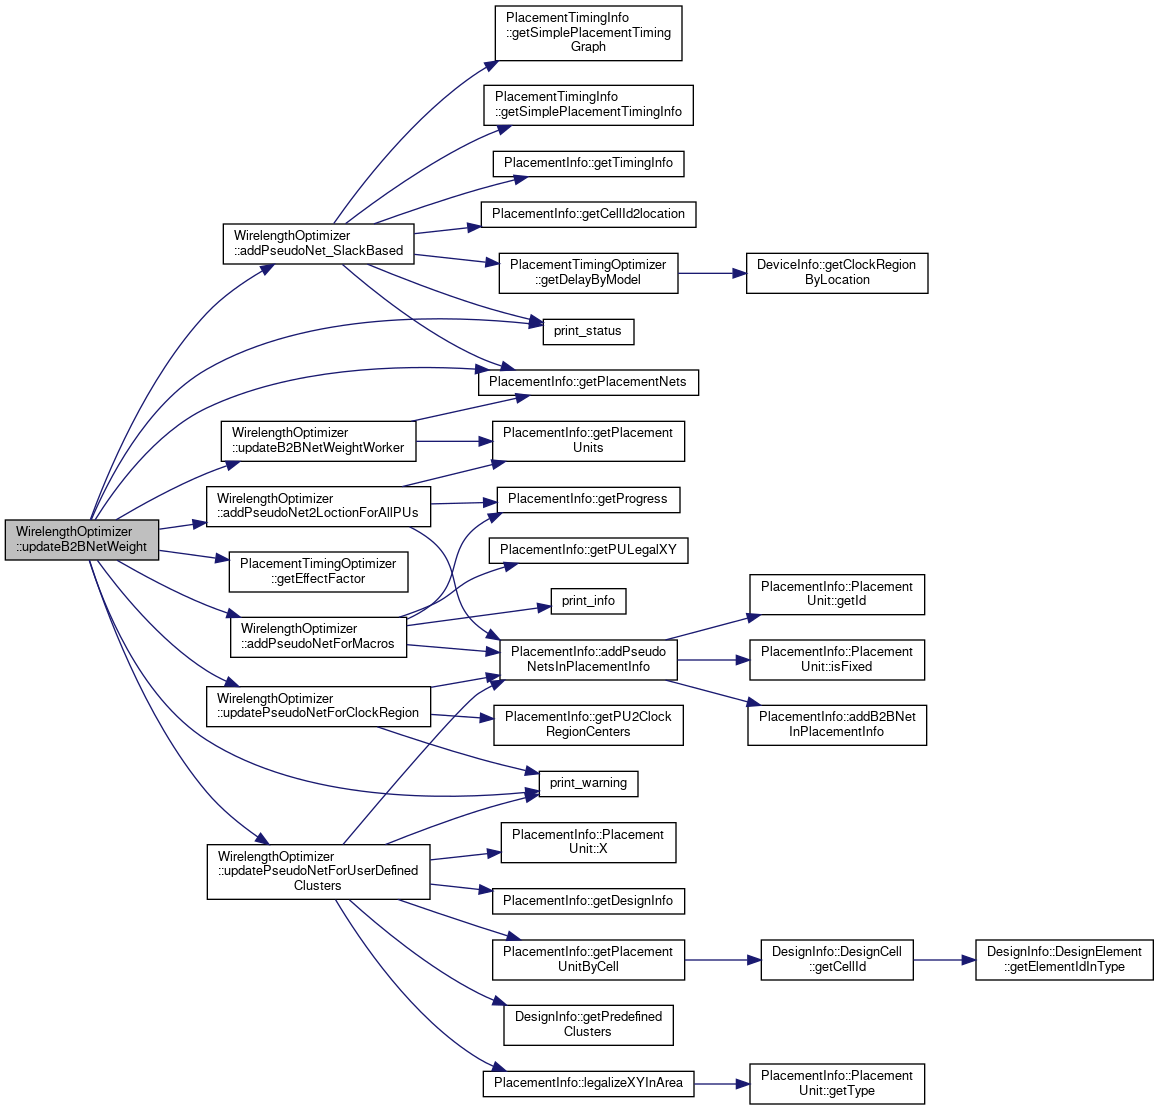 PlacementTimingInfo
::getSimplePlacementTiming
Graph
PlacementTimingInfo
::getSimplePlacementTimingInfo
PlacementInfo::getTimingInfo
PlacementInfo::getCellId2location
WirelengthOptimizer
::addPseudoNet_SlackBased
PlacementTimingOptimizer
::getDelayByModel
DeviceInfo::getClockRegion
ByLocation
print_status
PlacementInfo::getPlacementNets
WirelengthOptimizer
::updateB2BNetWeightWorker
PlacementInfo::getPlacement
Units
WirelengthOptimizer
::addPseudoNet2LoctionForAllPUs
PlacementInfo::getProgress
WirelengthOptimizer
::updateB2BNetWeight
PlacementTimingOptimizer
::getEffectFactor
PlacementInfo::getPULegalXY
print_info
WirelengthOptimizer
::addPseudoNetForMacros
PlacementInfo::addPseudo
NetsInPlacementInfo
PlacementInfo::Placement
Unit::getId
PlacementInfo::Placement
Unit::isFixed
PlacementInfo::addB2BNet
InPlacementInfo
WirelengthOptimizer
::updatePseudoNetForClockRegion
PlacementInfo::getPU2Clock
RegionCenters
print_warning
WirelengthOptimizer
::updatePseudoNetForUserDefined
Clusters
PlacementInfo::Placement
Unit::X
PlacementInfo::getDesignInfo
PlacementInfo::getPlacement
UnitByCell
DesignInfo::DesignCell
::getCellId
DesignInfo::DesignElement
::getElementIdInType
DesignInfo::getPredefined
Clusters
PlacementInfo::legalizeXYInArea
PlacementInfo::Placement
Unit::getType